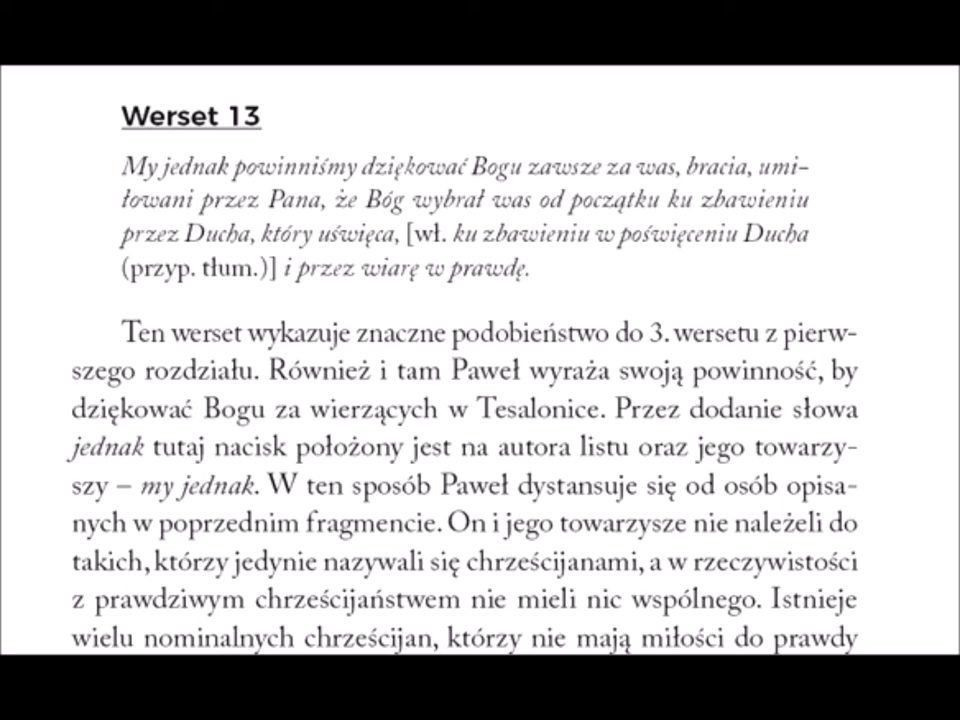 Werset 13
My jednak powinniśmy dziękować Bogu zawsze za was, bracia, umi-
łowani przez Pana, że Bóg wybrał was od początku ku zbawieniu
przez Ducha, który uświęca, [wł. ku zbawieniu w poświęceniu Ducha
(przyp. tłum.)] i przez wiarę w prawdę.
Ten werset wykazuje znaczne podobieństwo do 3. wersetu z pierw-
szego rozdziału. Również i tam Paweł wyraża swoją powinność, by
dziękować Bogu za wierzących w Tesalonice. Przez dodanie słowa
jednak tutaj nacisk położony jest na autora listu oraz jego towarzy-
szy – my jednak. W ten sposób Paweł dystansuje się od osób opisa-
nych w poprzednim fragmencie. On i jego towarzysze nie należeli do
takich, którzy jedynie nazywali się chrześcijanami, a w rzeczywistości
z prawdziwym chrześcijaństwem nie mieli nic wspólnego. Istnieje
wielu nominalnych chrześcijan, którzy nie mają miłości do prawdy